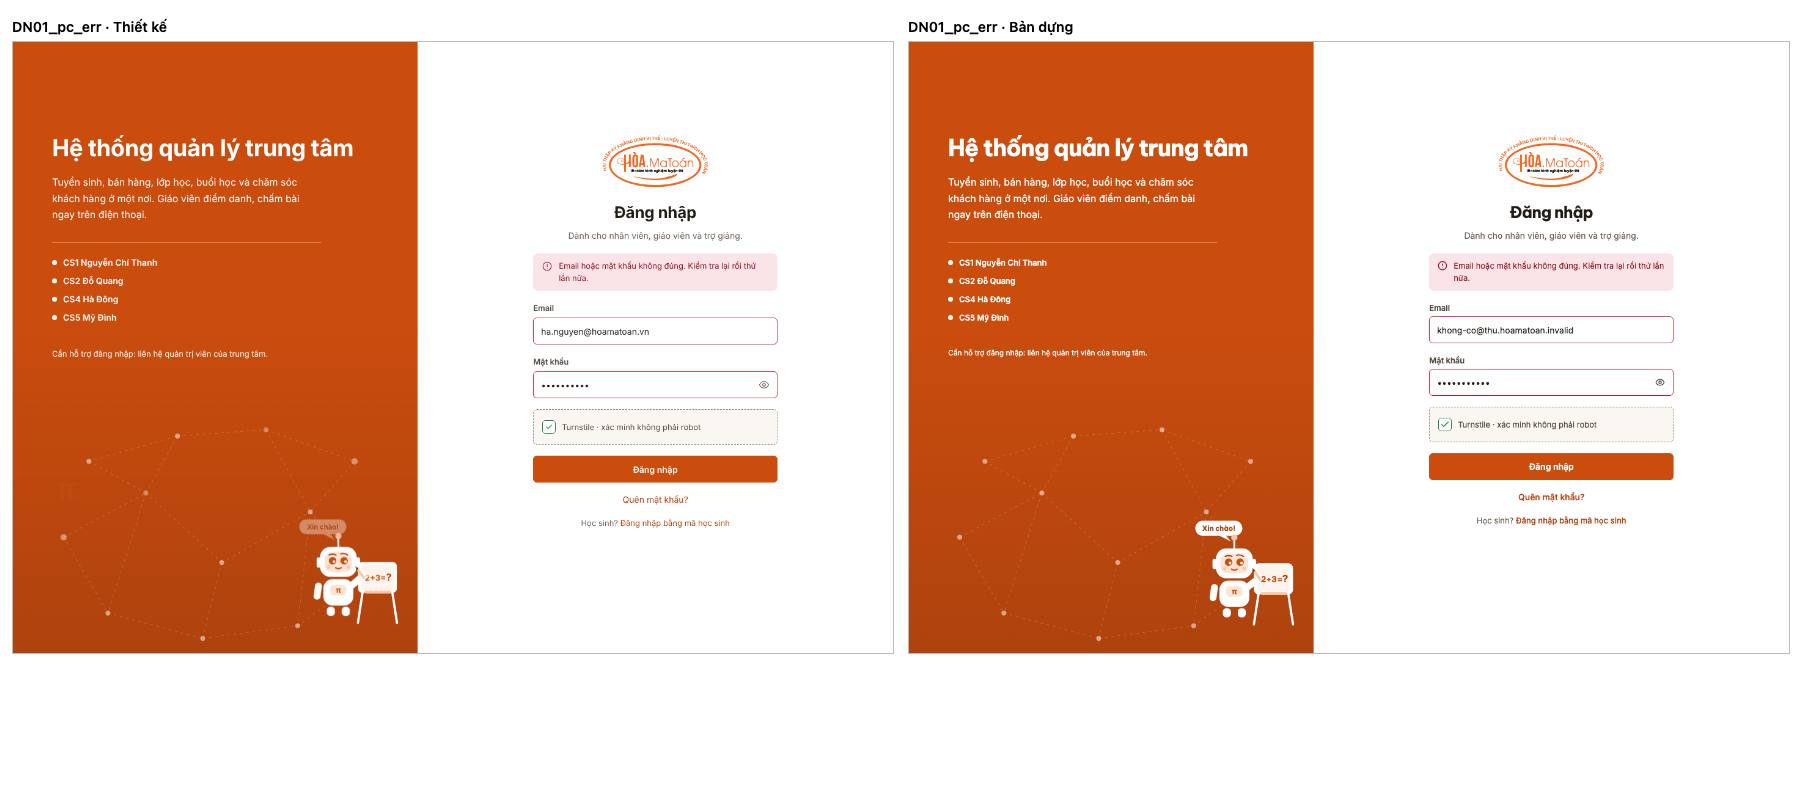 DN01_pc_err · Thiết kế
Hệ thống quản lý trung tâm
Tuyển sinh, bán hàng, lớp học, buổi học và chăm sóc
khách hàng ở một nơi. Giáo viên điểm danh, chấm bài
ngay trên điện thoại.
CS1 Nguyễn Chí Thanh
CS2 Đỗ Quang
CS4 Hà Đông
CS5 Mỹ Đình
Cần hỗ trợ đăng nhập: liên hệ quản trị viên của trung tâm.
π
Xin chào!
2+3=?
π
HÒA.MaToán
Đăng nhập
Dành cho nhân viên, giáo viên và trợ giảng.
Email hoặc mật khẩu không đúng. Kiểm tra lại rồi thử
lần nữa.
Email
ha.nguyen@hoamatoan.vn
Mật khẩu
••••••••••
Turnstile · xác minh không phải robot
Đăng nhập
Quên mật khẩu?
Học sinh? Đăng nhập bằng mã học sinh
DN01_pc_err · Bản dựng
Hệ thống quản lý trung tâm
Tuyển sinh, bán hàng, lớp học, buổi học và chăm sóc
khách hàng ở một nơi. Giáo viên điểm danh, chấm bài
ngay trên điện thoại.
CS1 Nguyễn Chí Thanh
CS2 Đỗ Quang
CS4 Hà Đông
CS5 Mỹ Đình
Cần hỗ trợ đăng nhập: liên hệ quản trị viên của trung tâm.
Xin chào!
2+3=?
π
HÒA.MaToán
Đăng nhập
Dành cho nhân viên, giáo viên và trợ giảng.
Email hoặc mật khẩu không đúng. Kiểm tra lại rồi thử lần
nữa.
Email
khong-co@thu.hoamatoan.invalid
Mật khẩu
•••••••••••
Turnstile · xác minh không phải robot
Đăng nhập
Quên mật khẩu?
Học sinh? Đăng nhập bằng mã học sinh